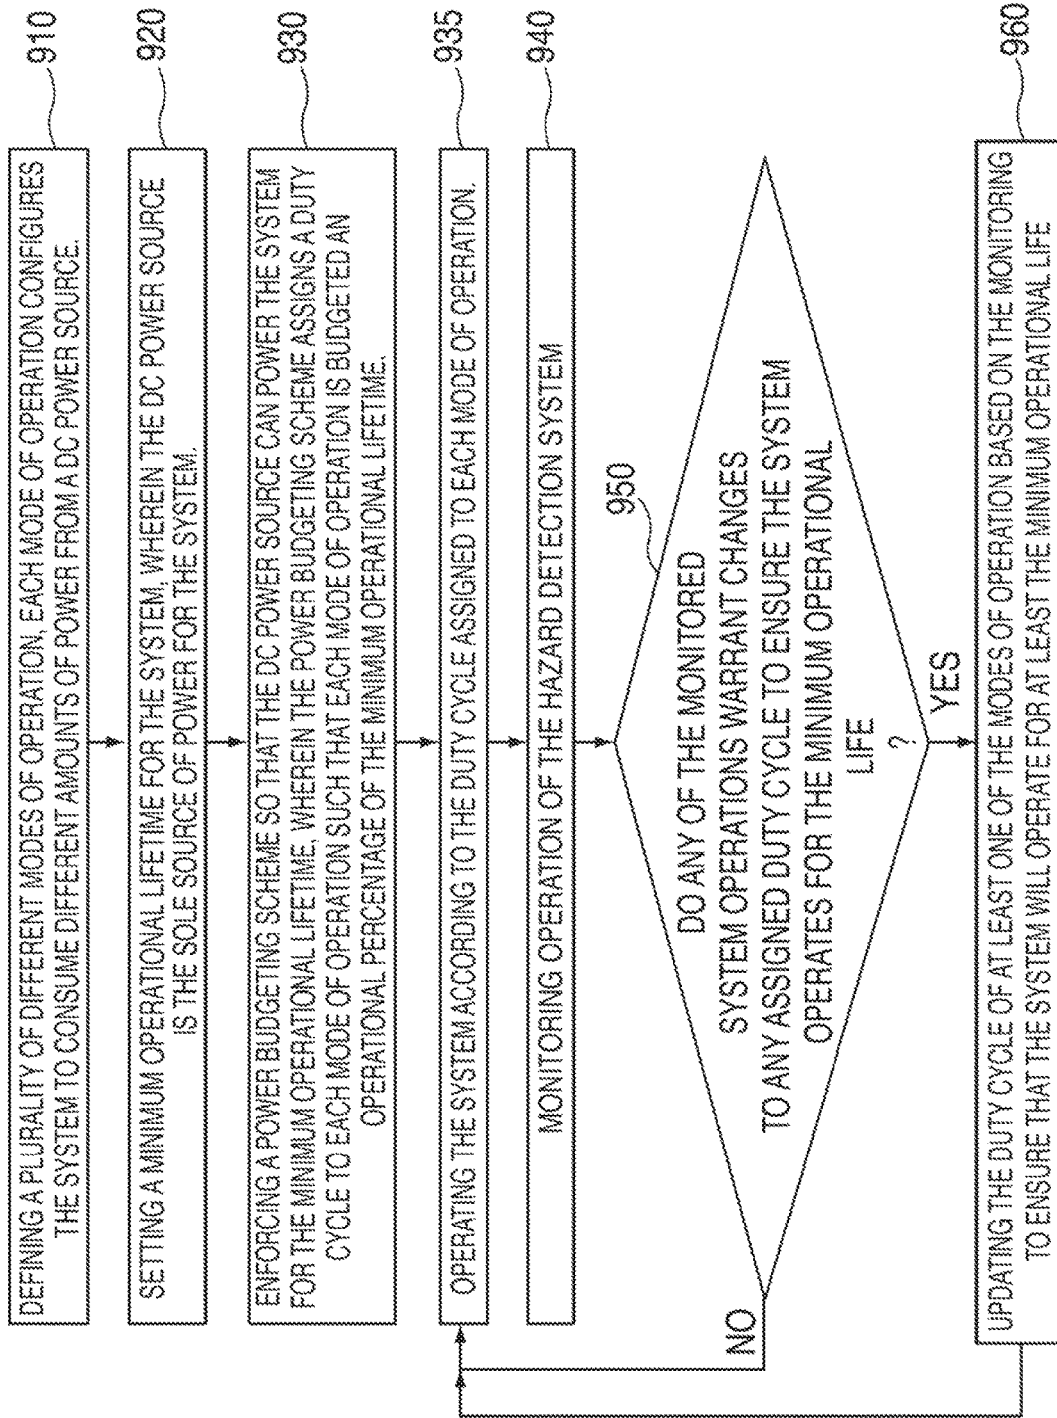 910
DEFINING A PLURALITY OF DIFFERENT MODES OF OPERATION, EACH MODE OF OPERATION CONFIGURES
THE SYSTEM TO CONSUME DIFFERENT AMOUNTS OF POWER FROM A DC POWER SOURCE.
920
SETTING A MINIMUM OPERATIONAL LIFETIME FOR THE SYSTEM, WHEREIN THE DC POWER SOURCE
IS THE SOLE SOURCE OF POWER FOR THE SYSTEM.
930
ENFORCING A POWER BUDGETING SCHEME SO THAT THE DC POWER SOURCE CAN POWER THE SYSTEM
FOR THE MINIMUM OPERATIONAL LIFETIME, WHEREIN THE POWER BUDGETING SCHEME ASSIGNS A DUTY
CYCLE TO EACH MODE OF OPERATION SUCH THAT EACH MODE OF OPERATION IS BUDGETED AN
OPERATIONAL PERCENTAGE OF THE MINIMUM OPERATIONAL LIFETIME.
935
OPERATING THE SYSTEM ACCORDING TO THE DUTY CYCLE ASSIGNED TO EACH MODE OF OPERATION.
940
MONITORING OPERATION OF THE HAZARD DETECTION SYSTEM
950
DO ANY OF THE MONITORED
SYSTEM OPERATIONS WARRANT CHANGES
TO ANY ASSIGNED DUTY CYCLE TO ENSURE THE SYSTEM
OPERATES FOR THE MINIMUM OPERATIONAL
LIFE
?
NO
YES
960
UPDATING THE DUTY CYCLE OF AT LEAST ONE OF THE MODES OF OPERATION BASED ON THE MONITORING
TO ENSURE THAT THE SYSTEM WILL OPERATE FOR AT LEAST THE MINIMUM OPERATIONAL LIFE